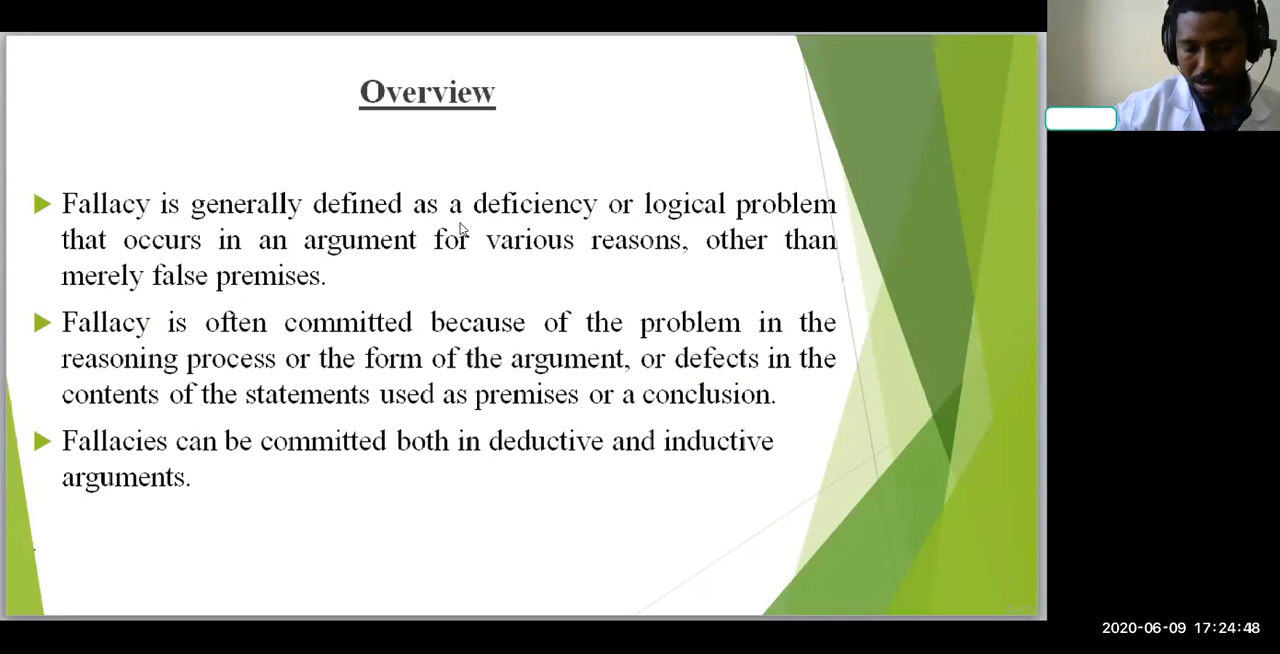 Overview
Fallacy is generally defined as a deficiency or logical problem
that occurs in an argument for various reasons, other than
merely false premises.
Fallacy is often committed because of the problem in the
reasoning process or the form of the argument, or defects in the
contents of the statements used as premises or a conclusion.
Fallacies can be committed both in deductive and inductive
arguments.
2020-06-09 17:24:48